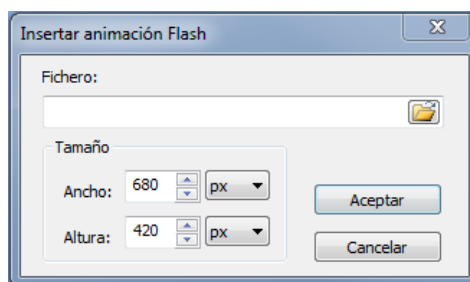 Insertar animación Flash
Fichero:
Tamaño
Ancho: 680 px
Aceptar
Altura: 420 px
Cancelar